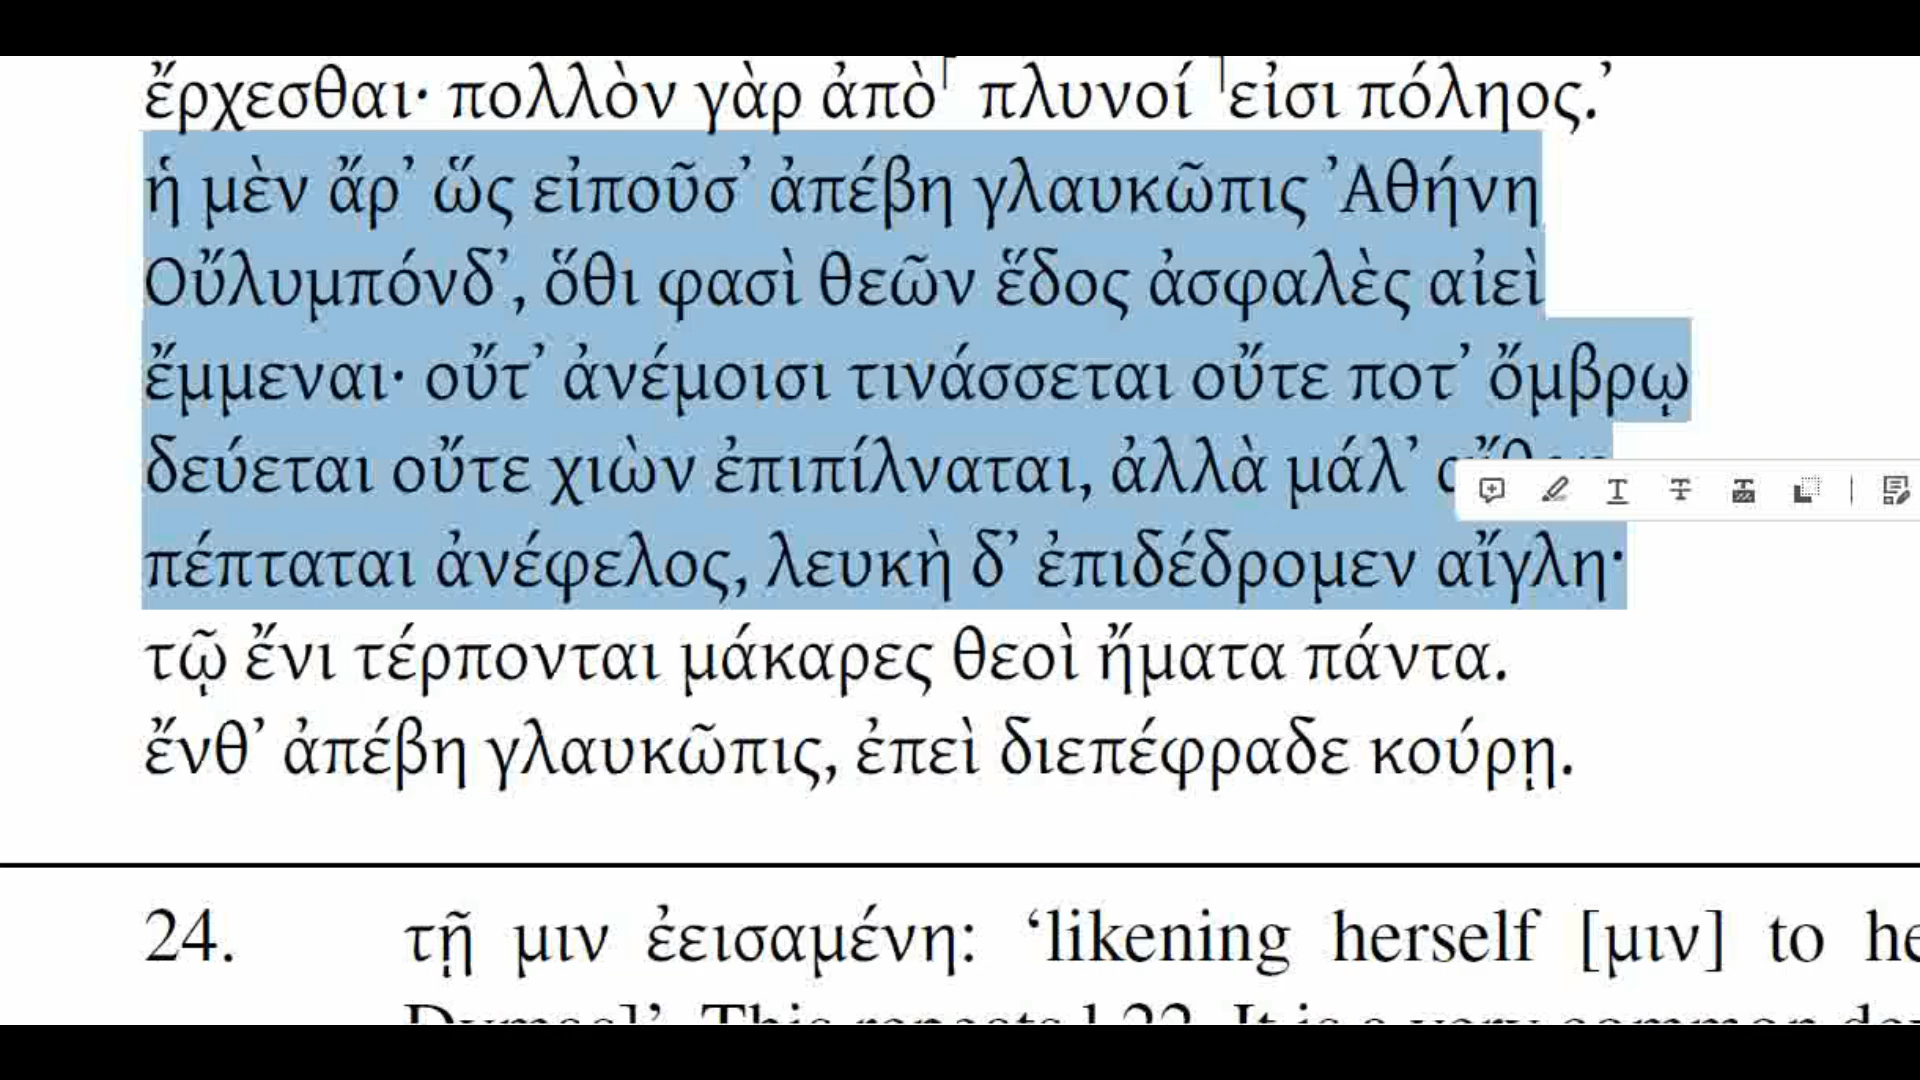 ἔρχεσθαι· πολλὸν γὰρ ἀπὸ⸢ πλυνοί ⸣εἰσι πόληος.’
ἡ μὲν ἄρ’ ὥς εἰποῦσ’ ἀπέβη γλαυκῶπις Ἀθήνη
Οὔλυμπόνδ’, ὅθι φασὶ θεῶν ἕδος ἀσφαλὲς αἰεὶ
ἔμμεναι· οὔτ’ ἀνέμοισι τινάσσεται οὔτε ποτ’ ὄμβρῳ
δεύεται οὔτε χιὼν ἐπιπίλναται, ἀλλὰ μάλ’
πέπταται ἀνέφελος, λευκὴ δ’ ἐπιδέδρομεν αἴγλη·
τῷ ἔνι τέρπονται μάκαρες θεοὶ ἤματα πάντα.
ἔνθ’ ἀπέβη γλαυκῶπις, ἐπεὶ διεπέφραδε κούρῃ.
24. τῇ μιν ἐεισαμένη: ‘likening herself [μιν] to he